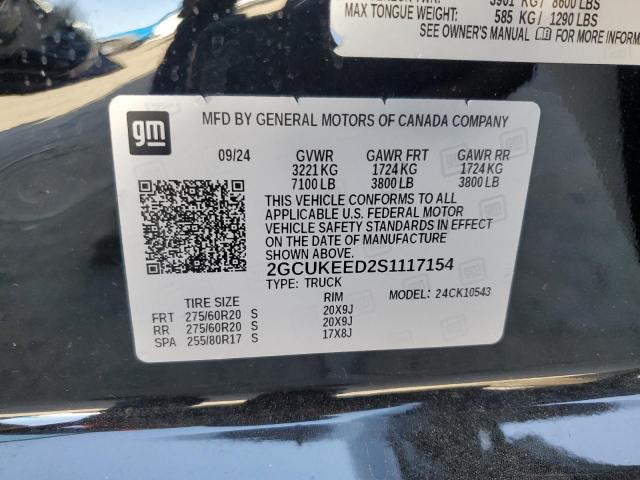 3901 KG / 8600 LBS
MAX TONGUE WEIGHT: 585 KG / 1290 LBS
SEE OWNER'S MANUAL FOR MORE INFORMATION
gm
MFD BY GENERAL MOTORS OF CANADA COMPANY
09/24 GVWR GAWR FRT GAWR RR
3221 KG 1724 KG 1724 KG
7100 LB 3800 LB 3800 LB
THIS VEHICLE CONFORMS TO ALL
APPLICABLE U.S. FEDERAL MOTOR
VEHICLE SAFETY STANDARDS IN EFFECT
ON THE DATE OF MANUFACTURE SHOWN ABOVE.
2GCUKEED2S1117154
TYPE: TRUCK
MODEL: 24CK10543
TIRE SIZE RIM
FRT 275/60R20 S 20X9J
RR 275/60R20 S 20X9J
SPA 255/80R17 S 17X8J